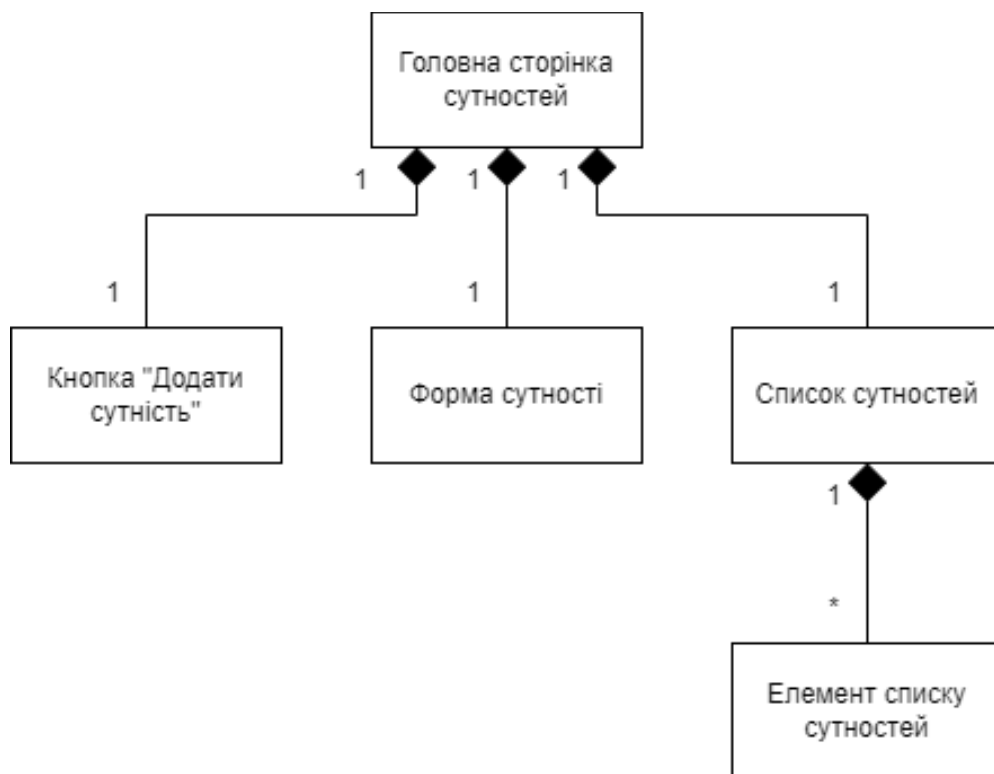 Головна сторінка
сутностей
1
1
1
1
1
1
Кнопка "Додати
сутність"
Форма сутності
Список сутностей
1
*
Елемент списку
сутностей